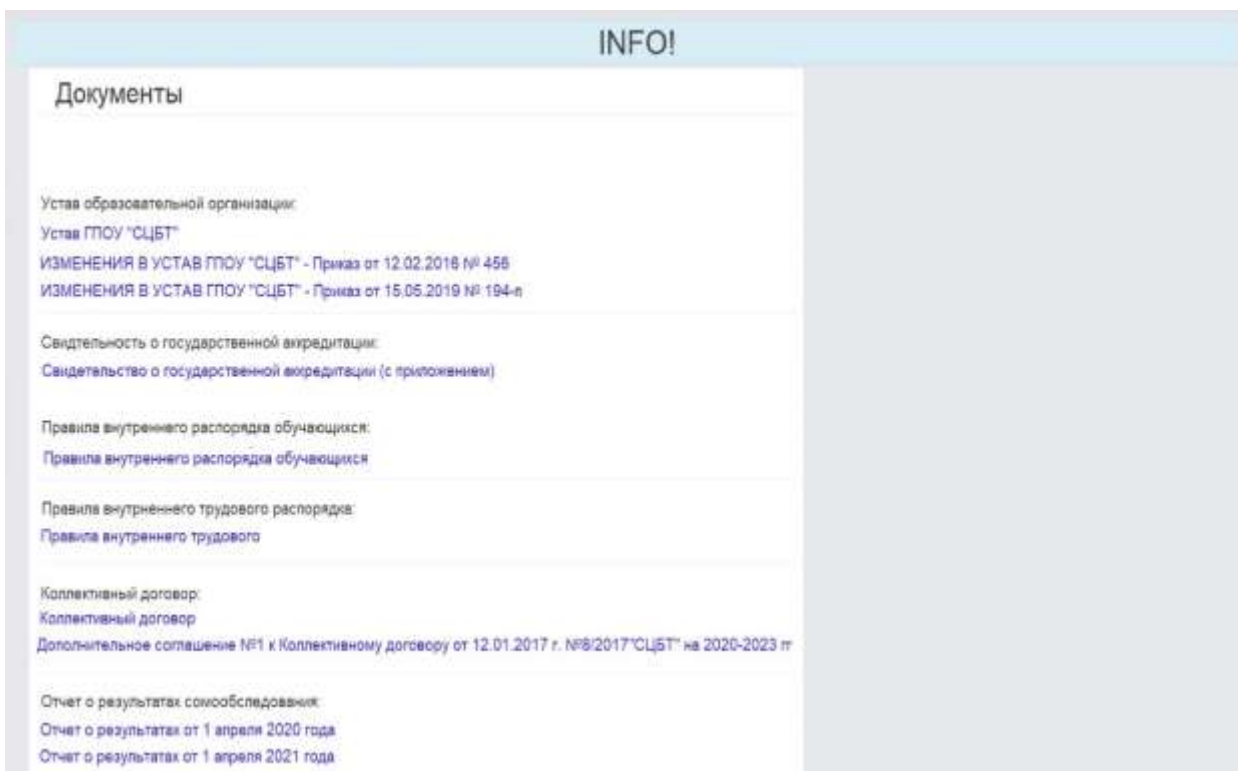 INFO!
Документы
Устав образовательной организации:
Устав ГПОУ "СЦБТ"
ИЗМЕНЕНИЯ В УСТАВ ГПОУ "СЦБТ" - Приказ от 12.02.2016 № 456
ИЗМЕНЕНИЯ В УСТАВ ГПОУ "СЦБТ" - Приказ от 15.05.2019 № 194-п
Свидтельность о государственной аккредитации:
Свидетельство о государственной аккредитации (с приложением)
Правила внутреннего распорядка обучающихся:
Правила внутреннего распорядка обучающихся
Правила внутрненнего трудового распорядка:
Правила внутреннего трудового
Коллективный договор:
Коллективный договор
Дополнительное соглашение №1 к Коллективному договору от 12.01.2017 г. №8/2017"СЦБТ" на 2020-2023 гг
Отчет о результатах сомообследования:
Отчет о результатах от 1 апреля 2020 года
Отчет о результатах от 1 апреля 2021 года